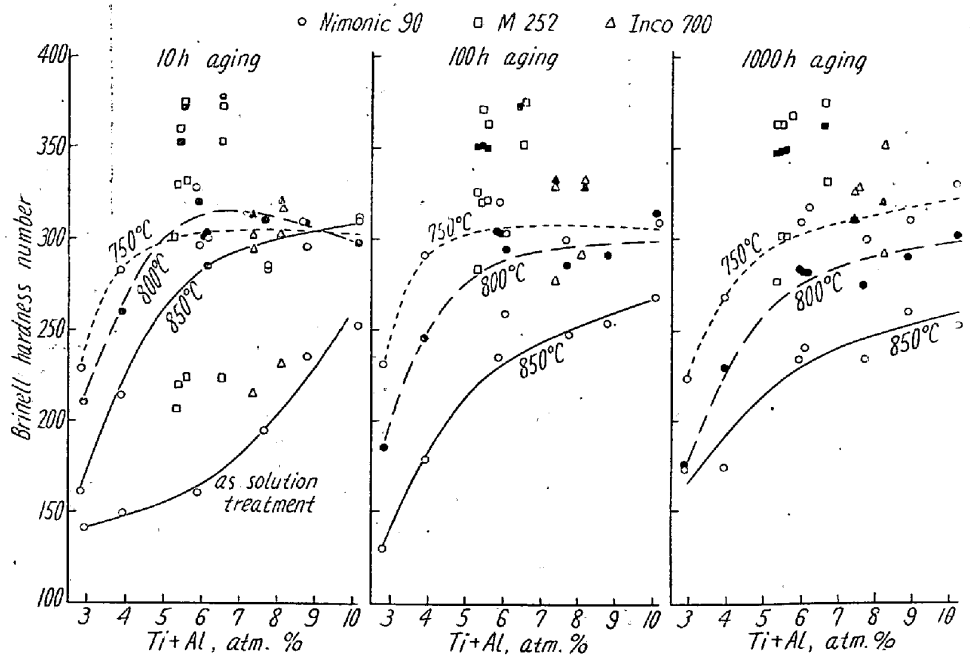 ○ Nimonic 90 □ M 252 △ Inco 700
10h aging
100h aging
1000h aging
Brinell hardness number
400
350
300
250
200
150
100
750°C
800°C
850°C
as solution
treatment
750°C
800°C
850°C
750°C
800°C
850°C
3 4 5 6 7 8 9 10
3 4 5 6 7 8 9 10
3 4 5 6 7 8 9 10
Ti+Al, atm. %
Ti+Al, atm. %
Ti+Al, atm. %